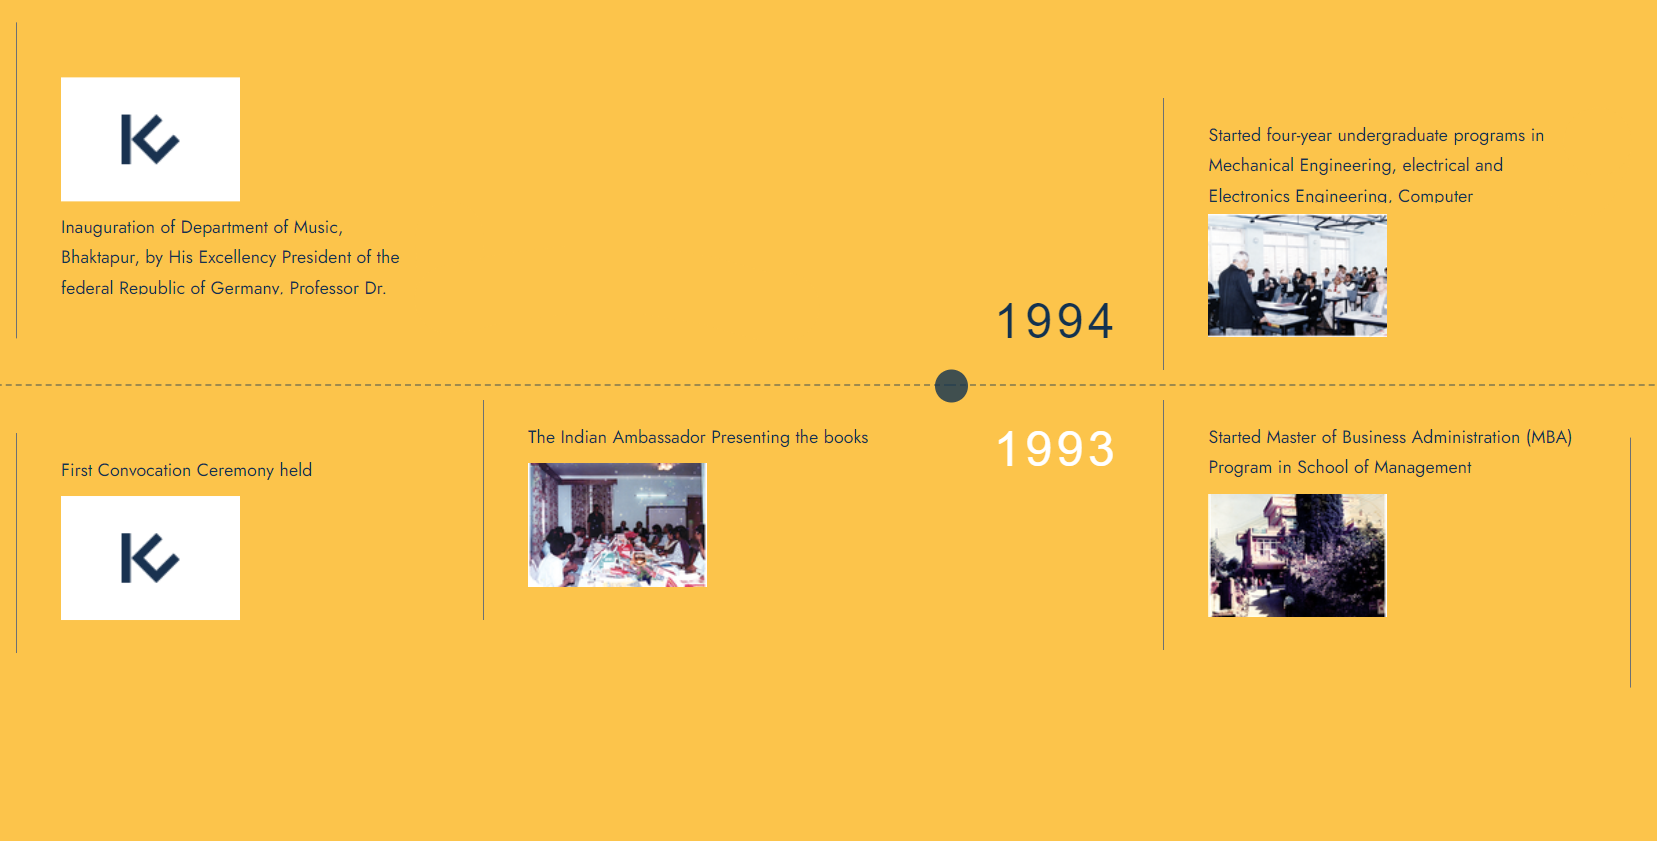 Inauguration of Department of Music,
Bhaktapur, by His Excellency President of the
federal Republic of Germany, Professor Dr.
1994
Started four-year undergraduate programs in
Mechanical Engineering, electrical and
Electronics Engineering, Computer
First Convocation Ceremony held
The Indian Ambassador Presenting the books
1993
Started Master of Business Administration (MBA)
Program in School of Management